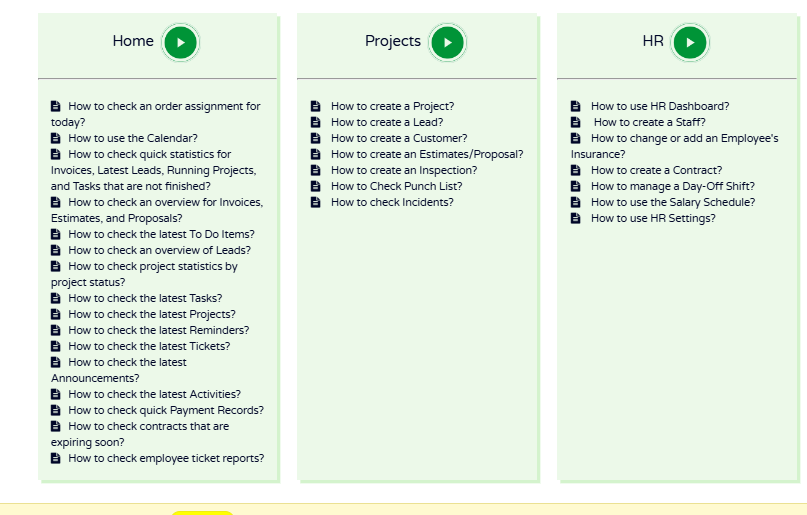 Home
How to check an order assignment for
today?
How to use the Calendar?
How to check quick statistics for
Invoices, Latest Leads, Running Projects,
and Tasks that are not finished?
How to check an overview for Invoices,
Estimates, and Proposals?
How to check the latest To Do Items?
How to check an overview of Leads?
How to check project statistics by
project status?
How to check the latest Tasks?
How to check the latest Projects?
How to check the latest Reminders?
How to check the latest Tickets?
How to check the latest
Announcements?
How to check the latest Activities?
How to check quick Payment Records?
How to check contracts that are
expiring soon?
How to check employee ticket reports?
Projects
How to create a Project?
How to create a Lead?
How to create a Customer?
How to create an Estimates/Proposal?
How to create an Inspection?
How to Check Punch List?
How to check Incidents?
HR
How to use HR Dashboard?
How to create a Staff?
How to change or add an Employee's
Insurance?
How to create a Contract?
How to manage a Day-Off Shift?
How to use the Salary Schedule?
How to use HR Settings?